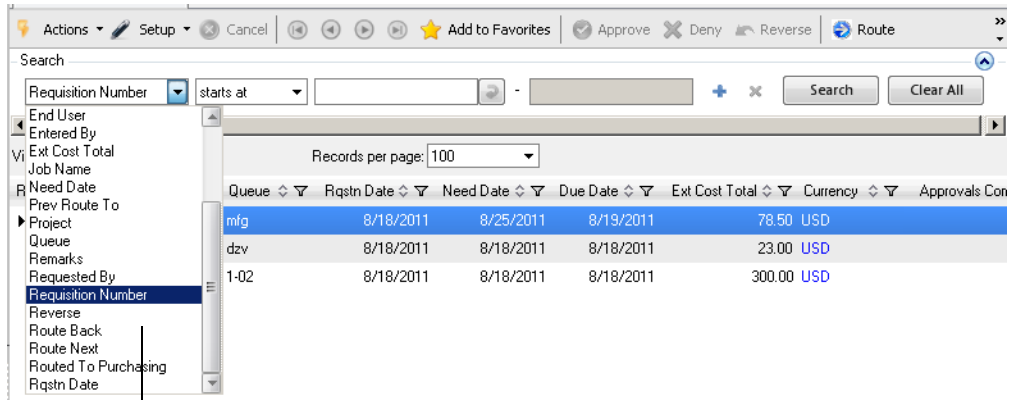 Actions Setup Cancel Add to Favorites Approve Deny Reverse Route
Search
Requisition Number starts at - Search Clear All
End User
Entered By
Ext Cost Total
Job Name
Need Date
Prev Route To
Project
Queue
Remarks
Requested By
Requisition Number
Reverse
Route Back
Route Next
Routed To Purchasing
Rqstn Date
Records per page: 100
Queue Rqstn Date Need Date Due Date Ext Cost Total Currency Approvals Con
mfg 8/18/2011 8/25/2011 8/19/2011 78.50 USD
dzv 8/18/2011 8/18/2011 8/18/2011 23.00 USD
1-02 8/18/2011 8/18/2011 8/18/2011 300.00 USD